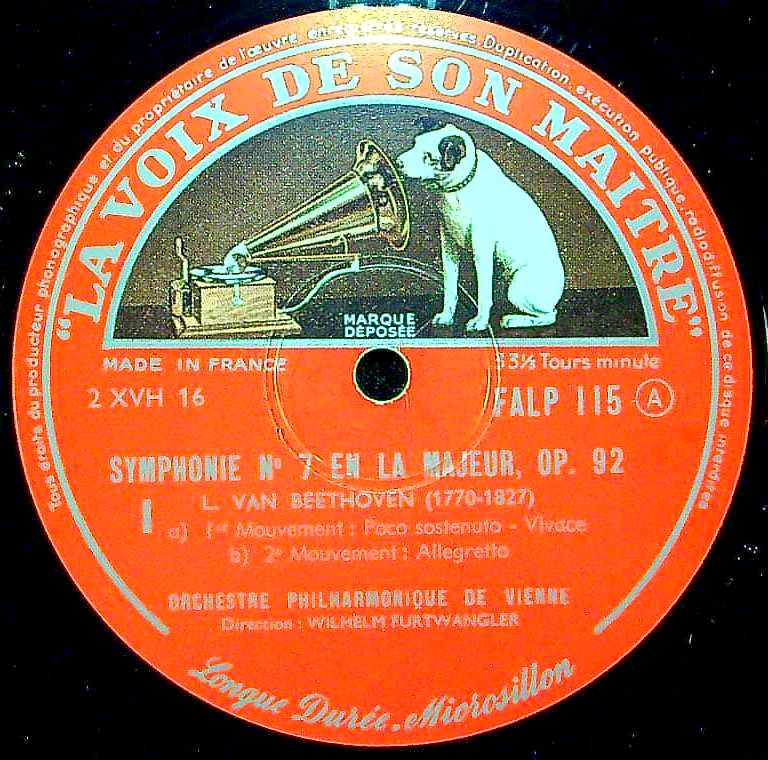 Tous droits du producteur phonographique et du propriétaire de l'œuvre enregistrée réservés. Duplication, exécution publique, radiodiffusion de ce disque interdites
"LA VOIX DE SON MAITRE"
MARQUE
DÉPOSÉE
MADE IN FRANCE
33⅓ Tours minute
2 XVH 16
FALP 115 A
SYMPHONIE N° 7 EN LA MAJEUR, OP. 92
L. VAN BEETHOVEN (1770-1827)
I
a) 1er Mouvement : Poco sostenuto - Vivace
b) 2e Mouvement : Allegretto
ORCHESTRE PHILHARMONIQUE DE VIENNE
Direction : WILHELM FURTWANGLER
Longue Durée - Microsillon